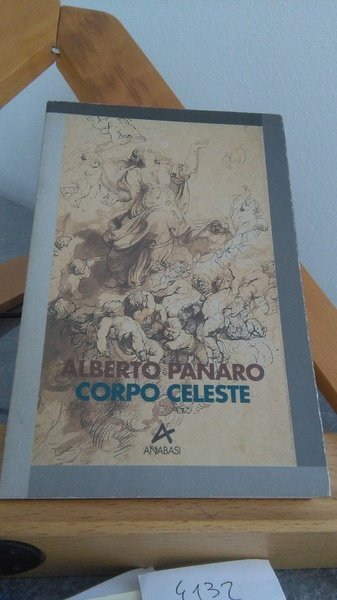 ALBERTO PANARO
CORPO CELESTE
ANABASI
4132